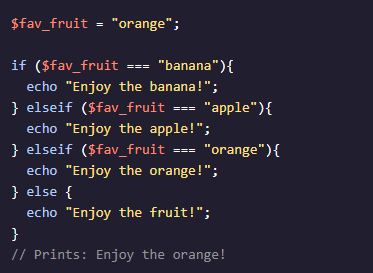 $fav_fruit = "orange";

if ($fav_fruit === "banana"){
  echo "Enjoy the banana!";
} elseif ($fav_fruit === "apple"){
  echo "Enjoy the apple!";
} elseif ($fav_fruit === "orange"){
  echo "Enjoy the orange!";
} else {
  echo "Enjoy the fruit!";
}
// Prints: Enjoy the orange!